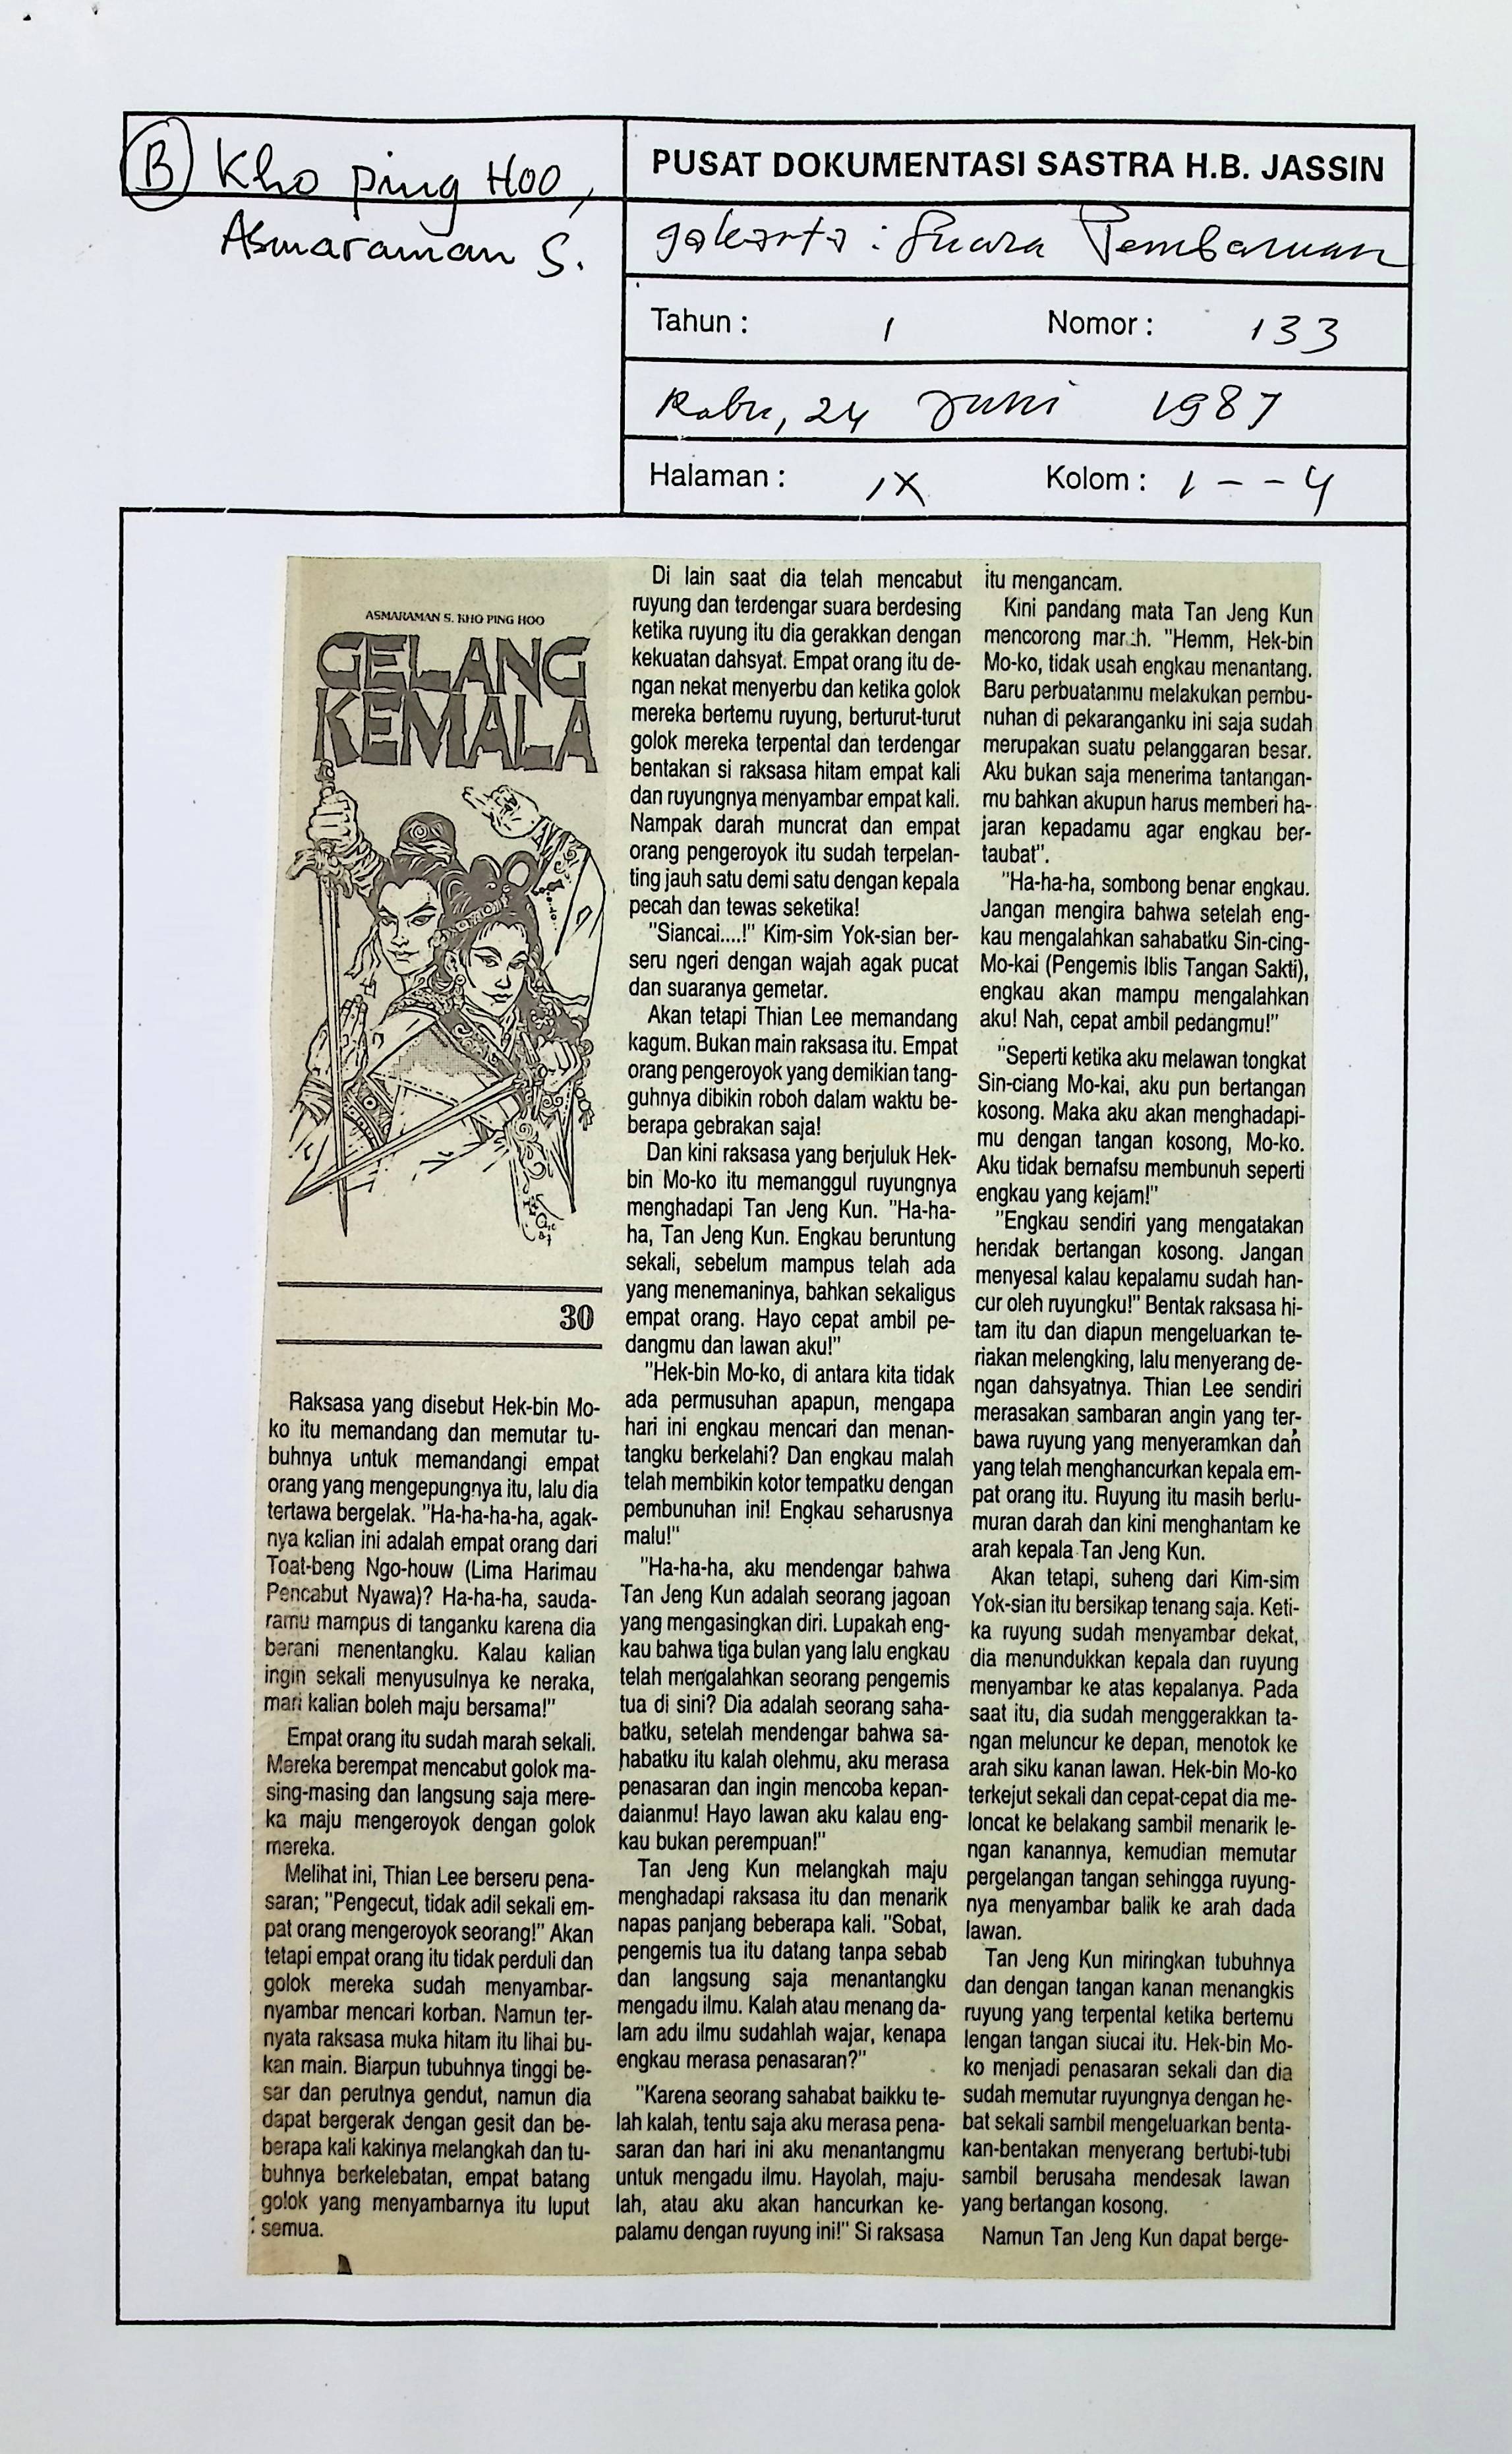 B Kho Ping Hoo,
Asmaraman S.
PUSAT DOKUMENTASI SASTRA H.B. JASSIN
Jakarta : Suara Pembaruan
Tahun : 1 Nomor : 133
Rabu, 24 Juni 1987
Halaman : IX Kolom : 1 - - 4
ASMARAMAN S. KHO PING HOO
GELANG
KEMALA
30
Raksasa yang disebut Hek-bin Mo-
ko itu memandang dan memutar tu-
buhnya untuk memandangi empat
orang yang mengepungnya itu, lalu dia
tertawa bergelak. "Ha-ha-ha-ha, agak-
nya kalian ini adalah empat orang dari
Toat-beng Ngo-houw (Lima Harimau
Pencabut Nyawa)? Ha-ha-ha, sauda-
ramu mampus di tanganku karena dia
berani menentangku. Kalau kalian
ingin sekali menyusulnya ke neraka,
mari kalian boleh maju bersama!"
Empat orang itu sudah marah sekali.
Mereka berempat mencabut golok ma-
sing-masing dan langsung saja mere-
ka maju mengeroyok dengan golok
mereka.
Melihat ini, Thian Lee berseru pena-
saran; "Pengecut, tidak adil sekali em-
pat orang mengeroyok seorang!" Akan
tetapi empat orang itu tidak perduli dan
golok mereka sudah menyambar-
nyambar mencari korban. Namun ter-
nyata raksasa muka hitam itu lihai bu-
kan main. Biarpun tubuhnya tinggi be-
sar dan perutnya gendut, namun dia
dapat bergerak dengan gesit dan be-
berapa kali kakinya melangkah dan tu-
buhnya berkelebatan, empat batang
golok yang menyambarnya itu luput
semua.
Di lain saat dia telah mencabut
ruyung dan terdengar suara berdesing
ketika ruyung itu dia gerakkan dengan
kekuatan dahsyat. Empat orang itu de-
ngan nekat menyerbu dan ketika golok
mereka bertemu ruyung, berturut-turut
golok mereka terpental dan terdengar
bentakan si raksasa hitam empat kali
dan ruyungnya menyambar empat kali.
Nampak darah muncrat dan empat
orang pengeroyok itu sudah terpelan-
ting jauh satu demi satu dengan kepala
pecah dan tewas seketika!
"Siancai....!" Kim-sim Yok-sian ber-
seru ngeri dengan wajah agak pucat
dan suaranya gemetar.
Akan tetapi Thian Lee memandang
kagum. Bukan main raksasa itu. Empat
orang pengeroyok yang demikian tang-
guhnya dibikin roboh dalam waktu be-
berapa gebrakan saja!
Dan kini raksasa yang berjuluk Hek-
bin Mo-ko itu memanggul ruyungnya
menghadapi Tan Jeng Kun. "Ha-ha-
ha, Tan Jeng Kun. Engkau beruntung
sekali, sebelum mampus telah ada
yang menemaninya, bahkan sekaligus
empat orang. Hayo cepat ambil pe-
dangmu dan lawan aku!"
"Hek-bin Mo-ko, di antara kita tidak
ada permusuhan apapun, mengapa
hari ini engkau mencari dan menan-
tangku berkelahi? Dan engkau malah
telah membikin kotor tempatku dengan
pembunuhan ini! Engkau seharusnya
malu!"
"Ha-ha-ha, aku mendengar bahwa
Tan Jeng Kun adalah seorang jagoan
yang mengasingkan diri. Lupakah eng-
kau bahwa tiga bulan yang lalu engkau
telah mengalahkan seorang pengemis
tua di sini? Dia adalah seorang saha-
batku, setelah mendengar bahwa sa-
habatku itu kalah olehmu, aku merasa
penasaran dan ingin mencoba kepan-
daianmu! Hayo lawan aku kalau eng-
kau bukan perempuan!"
Tan Jeng Kun melangkah maju
menghadapi raksasa itu dan menarik
napas panjang beberapa kali. "Sobat,
pengemis tua itu datang tanpa sebab
dan langsung saja menantangku
mengadu ilmu. Kalah atau menang da-
lam adu ilmu sudahlah wajar, kenapa
engkau merasa penasaran?"
"Karena seorang sahabat baikku te-
lah kalah, tentu saja aku merasa pena-
saran dan hari ini aku menantangmu
untuk mengadu ilmu. Hayolah, maju-
lah, atau aku akan hancurkan ke-
palamu dengan ruyung ini!" Si raksasa
itu mengancam.
Kini pandang mata Tan Jeng Kun
mencorong "Hemm, Hek-bin
Mo-ko, tidak usah engkau menantang.
Baru perbuatanmu melakukan pembu-
nuhan di pekaranganku ini saja sudah
merupakan suatu pelanggaran besar.
Aku bukan saja menerima tantangan-
mu bahkan akupun harus memberi ha-
jaran kepadamu agar engkau ber-
taubat".
"Ha-ha-ha, sombong benar engkau.
Jangan mengira bahwa setelah eng-
kau mengalahkan sahabatku Sin-cing-
Mo-kai (Pengemis Iblis Tangan Sakti),
engkau akan mampu mengalahkan
aku! Nah, cepat ambil pedangmu!"
"Seperti ketika aku melawan tongkat
Sin-ciang Mo-kai, aku pun bertangan
kosong. Maka aku akan menghadapi-
mu dengan tangan kosong, Mo-ko.
Aku tidak bernafsu membunuh seperti
engkau yang kejam!"
"Engkau sendiri yang mengatakan
hendak bertangan kosong. Jangan
menyesal kalau kepalamu sudah han-
cur oleh ruyungku!" Bentak raksasa hi-
tam itu dan diapun mengeluarkan te-
riakan melengking, lalu menyerang de-
ngan dahsyatnya. Thian Lee sendiri
merasakan sambaran angin yang ter-
bawa ruyung yang menyeramkan dan
yang telah menghancurkan kepala em-
pat orang itu. Ruyung itu masih berlu-
muran darah dan kini menghantam ke
arah kepala Tan Jeng Kun.
Akan tetapi, suheng dari Kim-sim
Yok-sian itu bersikap tenang saja. Keti-
ka ruyung sudah menyambar dekat,
dia menundukkan kepala dan ruyung
menyambar ke atas kepalanya. Pada
saat itu, dia sudah menggerakkan ta-
ngan meluncur ke depan, menotok ke
arah siku kanan lawan. Hek-bin Mo-ko
terkejut sekali dan cepat-cepat dia me-
loncat ke belakang sambil menarik le-
ngan kanannya, kemudian memutar
pergelangan tangan sehingga ruyung-
nya menyambar balik ke arah dada
lawan.
Tan Jeng Kun miringkan tubuhnya
dan dengan tangan kanan menangkis
ruyung yang terpental ketika bertemu
lengan tangan siucai itu. Hek-bin Mo-
ko menjadi penasaran sekali dan dia
sudah memutar ruyungnya dengan he-
bat sekali sambil mengeluarkan benta-
kan-bentakan menyerang bertubi-tubi
sambil berusaha mendesak lawan
yang bertangan kosong.
Namun Tan Jeng Kun dapat berge-